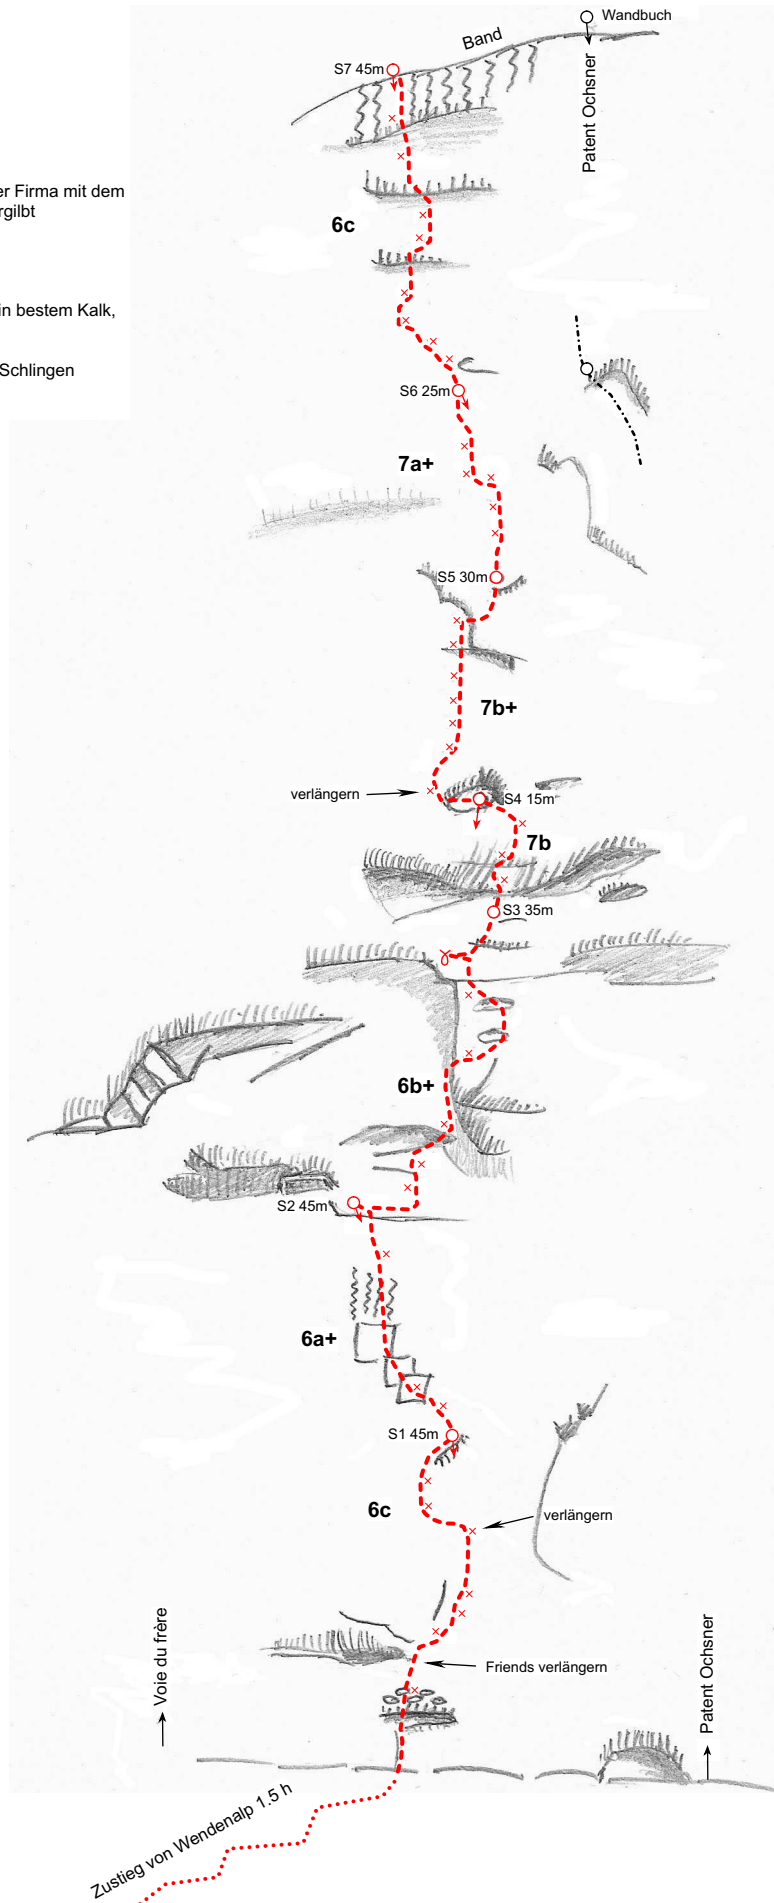 Wandbuch
Band
S7 45m
Patent Ochsner
er Firma mit dem
rgilbt
6c
in bestem Kalk,
Schlingen
S6 25m
7a+
S5 30m
7b+
verlängern
S4 15m
7b
S3 35m
6b+
S2 45m
6a+
S1 45m
6c
verlängern
Voie du frère
Patent Ochsner
Friends verlängern
Zustieg von Wendenalp 1.5 h